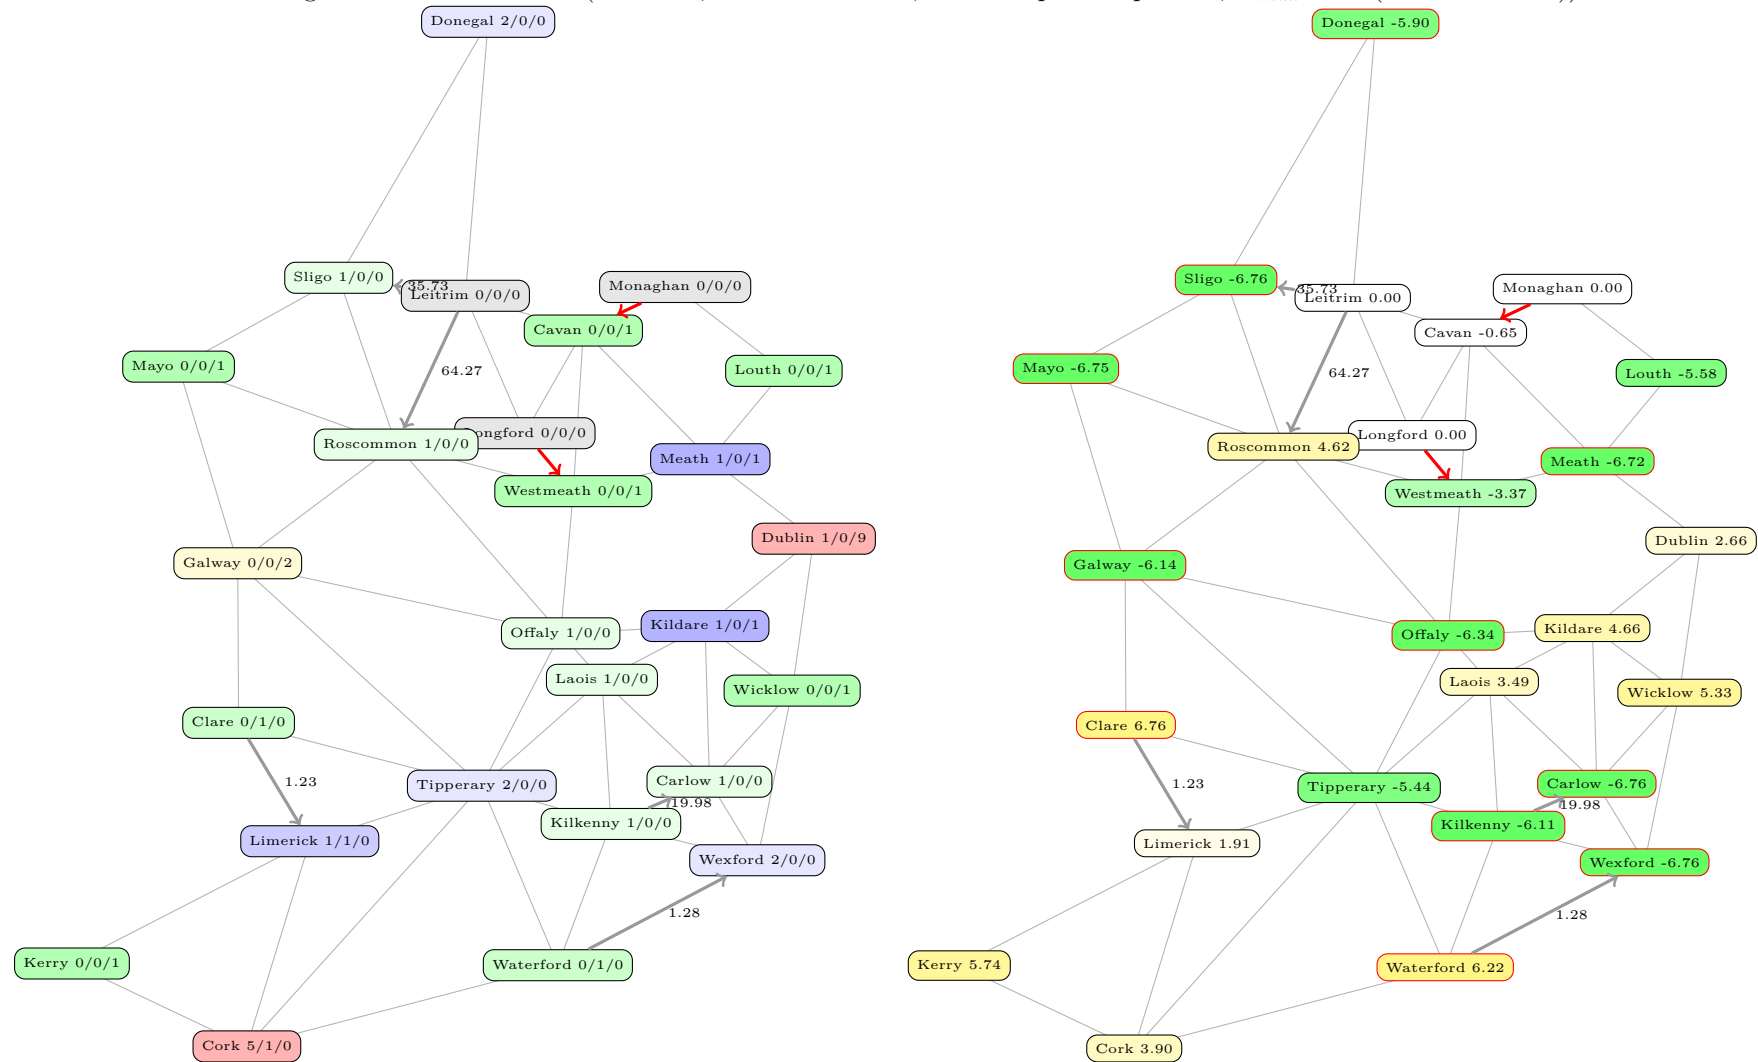 Donegal 2/0/0
Donegal -5.90
Sligo 1/0/0
35.73
Leitrim 0/0/0
Monaghan 0/0/0
Cavan 0/0/1
Mayo 0/0/1
64.27
Louth 0/0/1
Longford 0/0/0
Roscommon 1/0/0
Meath 1/0/1
Westmeath 0/0/1
Dublin 1/0/9
Galway 0/0/2
Offaly 1/0/0
Kildare 1/0/1
Laois 1/0/0
Wicklow 0/0/1
Clare 0/1/0
1.23
Tipperary 2/0/0
Carlow 1/0/0
19.98
Kilkenny 1/0/0
Limerick 1/1/0
Wexford 2/0/0
1.28
Kerry 0/0/1
Waterford 0/1/0
Cork 5/1/0
Sligo -6.76
35.73
Leitrim 0.00
Monaghan 0.00
Cavan -0.65
Mayo -6.75
64.27
Louth -5.58
Longford 0.00
Roscommon 4.62
Meath -6.72
Westmeath -3.37
Dublin 2.66
Galway -6.14
Offaly -6.34
Kildare 4.66
Laois 3.49
Wicklow 5.33
Clare 6.76
1.23
Tipperary -5.44
Carlow -6.76
19.98
Kilkenny -6.11
Limerick 1.91
Wexford -6.76
1.28
Kerry 5.74
Waterford 6.22
Cork 3.90